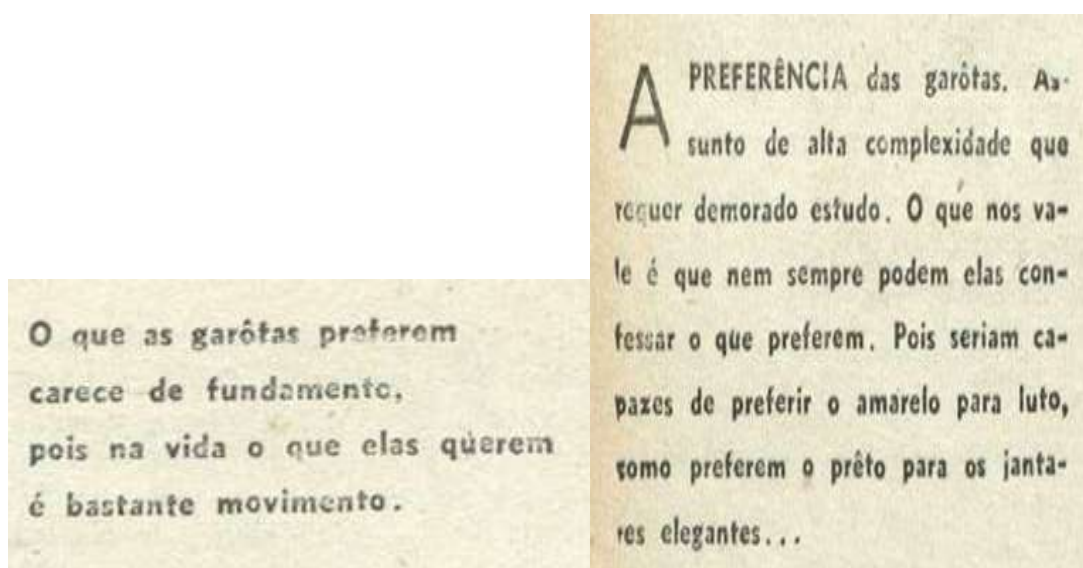 O que as garôtas preferem
carece de fundamento,
pois na vida o que elas querem
é bastante movimento.
A PREFERÊNCIA das garôtas. As-
sunto de alta complexidade que
requer demorado estudo. O que nos va-
le é que nem sempre podem elas con-
fessar o que preferem. Pois seriam ca-
pazes de preferir o amarelo para luto,
como preferem o prêto para os janta-
res elegantes...